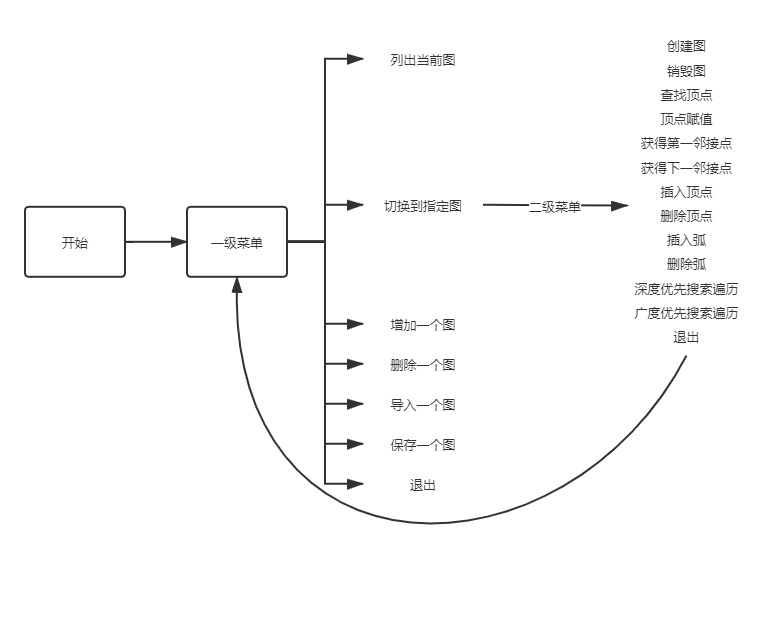 开始
一级菜单
列出当前图
切换到指定图
增加一个图
删除一个图
导入一个图
保存一个图
退出
二级菜单
创建图
销毁图
查找顶点
顶点赋值
获得第一邻接点
获得下一邻接点
插入顶点
删除顶点
插入弧
删除弧
深度优先搜索遍历
广度优先搜索遍历
退出